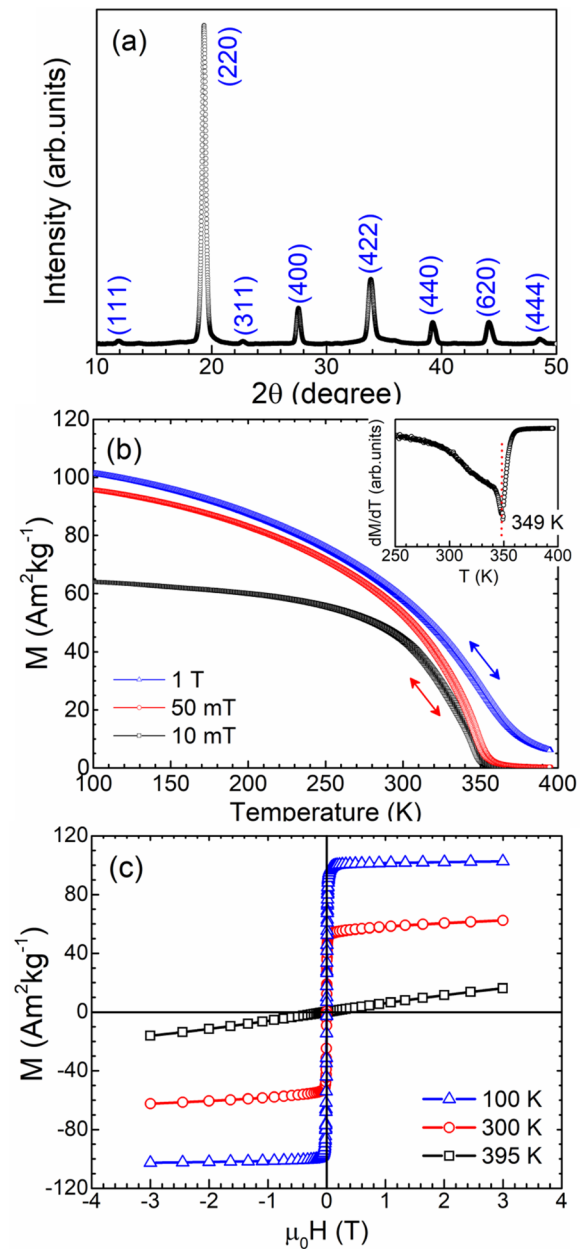 (a)
Intensity (arb.units)
(1111)
(220)
(311)
(400)
(422)
(440)
(620)
(444)
10 20 30 40 50
2θ (degree)
(b)
M (Am²kg⁻¹)
120
100
80
60
40
20
0
1 T
50 mT
10 mT
100 150 200 250 300 350 400
Temperature (K)
dM/dT (arb.units)
349 K
250 300 350 400
T (K)
(c)
M (Am²kg⁻¹)
120
80
40
0
-40
-80
-120
100 K
300 K
395 K
-4 -3 -2 -1 0 1 2 3 4
μ₀H (T)